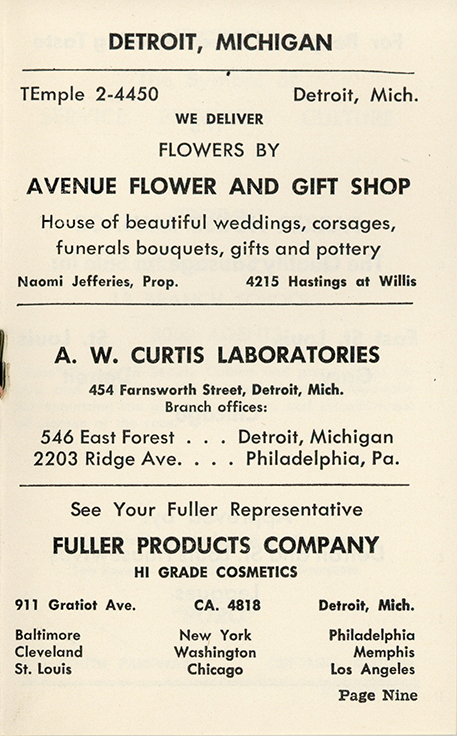 DETROIT, MICHIGAN
TEmple 2-4450 Detroit, Mich.
WE DELIVER
FLOWERS BY
AVENUE FLOWER AND GIFT SHOP
House of beautiful weddings, corsages,
funerals bouquets, gifts and pottery
Naomi Jefferies, Prop. 4215 Hastings at Willis
A. W. CURTIS LABORATORIES
454 Farnsworth Street, Detroit, Mich.
Branch offices:
546 East Forest . . . Detroit, Michigan
2203 Ridge Ave. . . . Philadelphia, Pa.
See Your Fuller Representative
FULLER PRODUCTS COMPANY
HI GRADE COSMETICS
911 Gratiot Ave. CA. 4818 Detroit, Mich.
Baltimore New York Philadelphia
Cleveland Washington Memphis
St. Louis Chicago Los Angeles
Page Nine